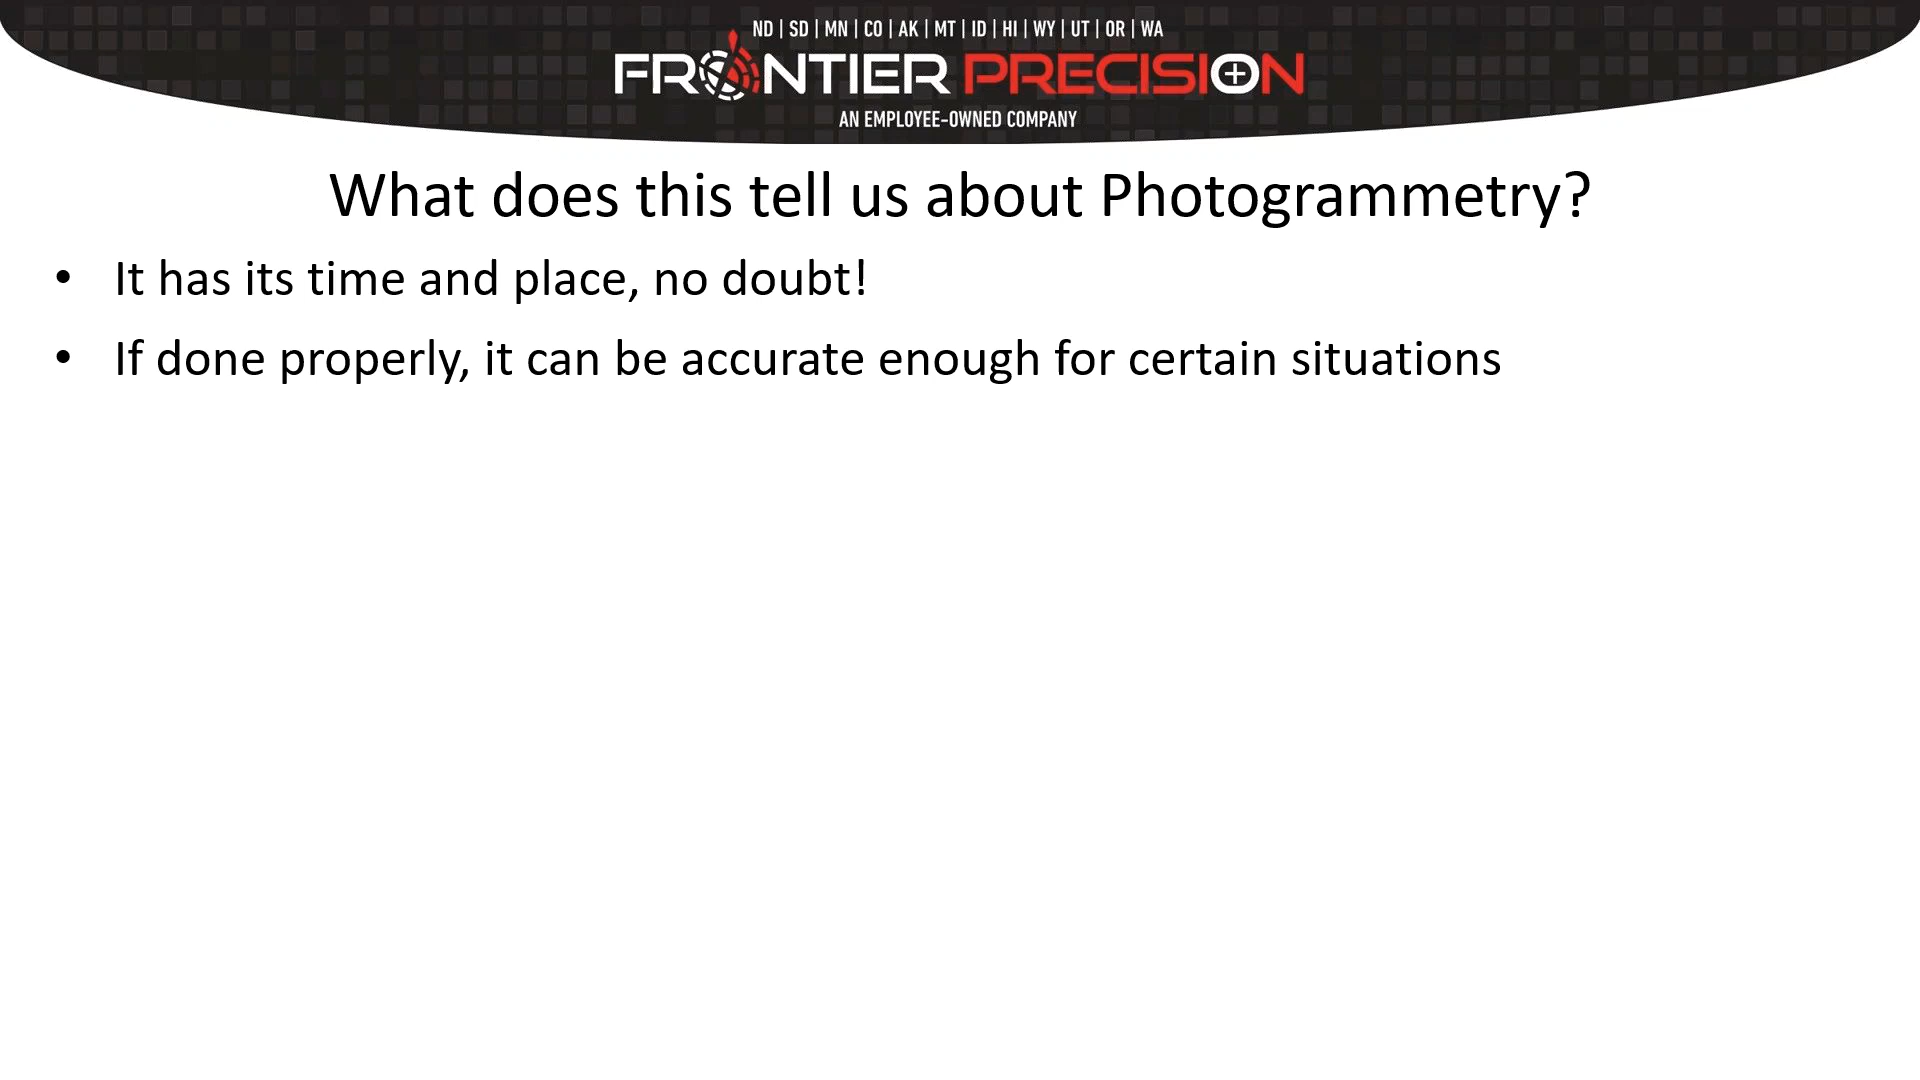 ND | SD | MN | CO | AK | MT | ID | HI | WY | UT | OR | WA
FRONTIER PRECISION
AN EMPLOYEE-OWNED COMPANY
What does this tell us about Photogrammetry?
• It has its time and place, no doubt!
• If done properly, it can be accurate enough for certain situations